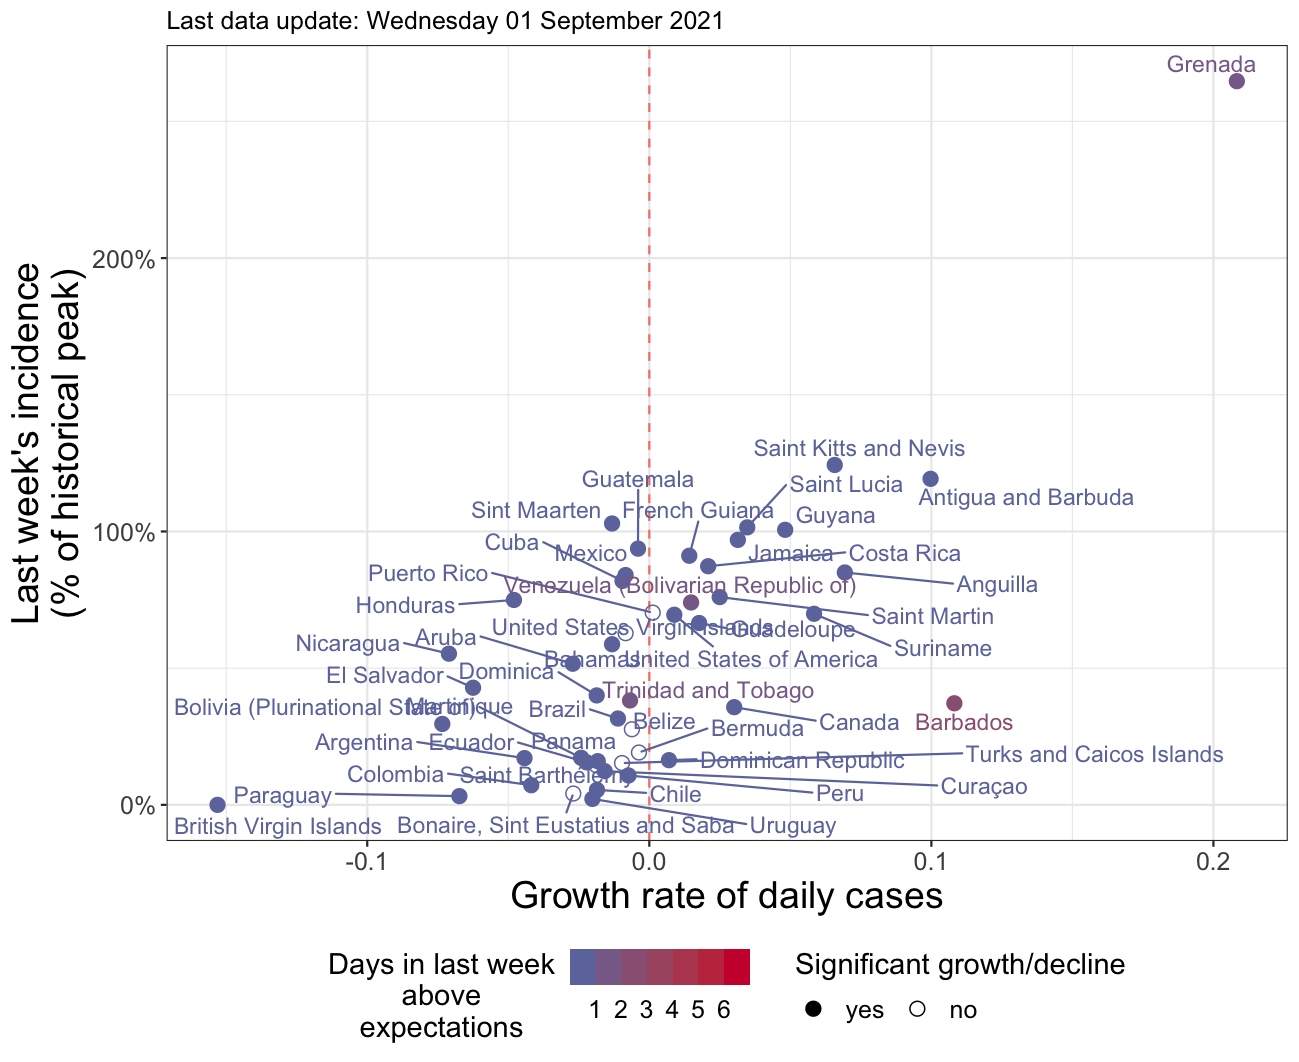 Last data update: Wednesday 01 September 2021
Grenada
200%
Saint Kitts and Nevis
Guatemala
Saint Lucia
Antigua and Barbuda
Sint Maarten
French Guiana
Guyana
100%
Cuba
Mexico
Jamaica
Costa Rica
Puerto Rico
Venezuela (Bolivarian Republic of)
Anguilla
Honduras
Saint Martin
United States Virgin Islands
Guadeloupe
Nicaragua
Aruba
Suriname
Bahamas
United States of America
El Salvador
Dominica
Trinidad and Tobago
Bolivia (Plurinational State of)
Martinique
Brazil
Belize
Canada
Barbados
Bermuda
Argentina
Ecuador
Panama
Turks and Caicos Islands
Dominican Republic
Colombia
Saint Barthélemy
Curaçao
Paraguay
Chile
Peru
0%
British Virgin Islands
Bonaire, Sint Eustatius and Saba
Uruguay
-0.1
0.0
0.1
0.2
Growth rate of daily cases
Last week's incidence
(% of historical peak)
Days in last week
above
expectations
1 2 3 4 5 6
Significant growth/decline
yes
no